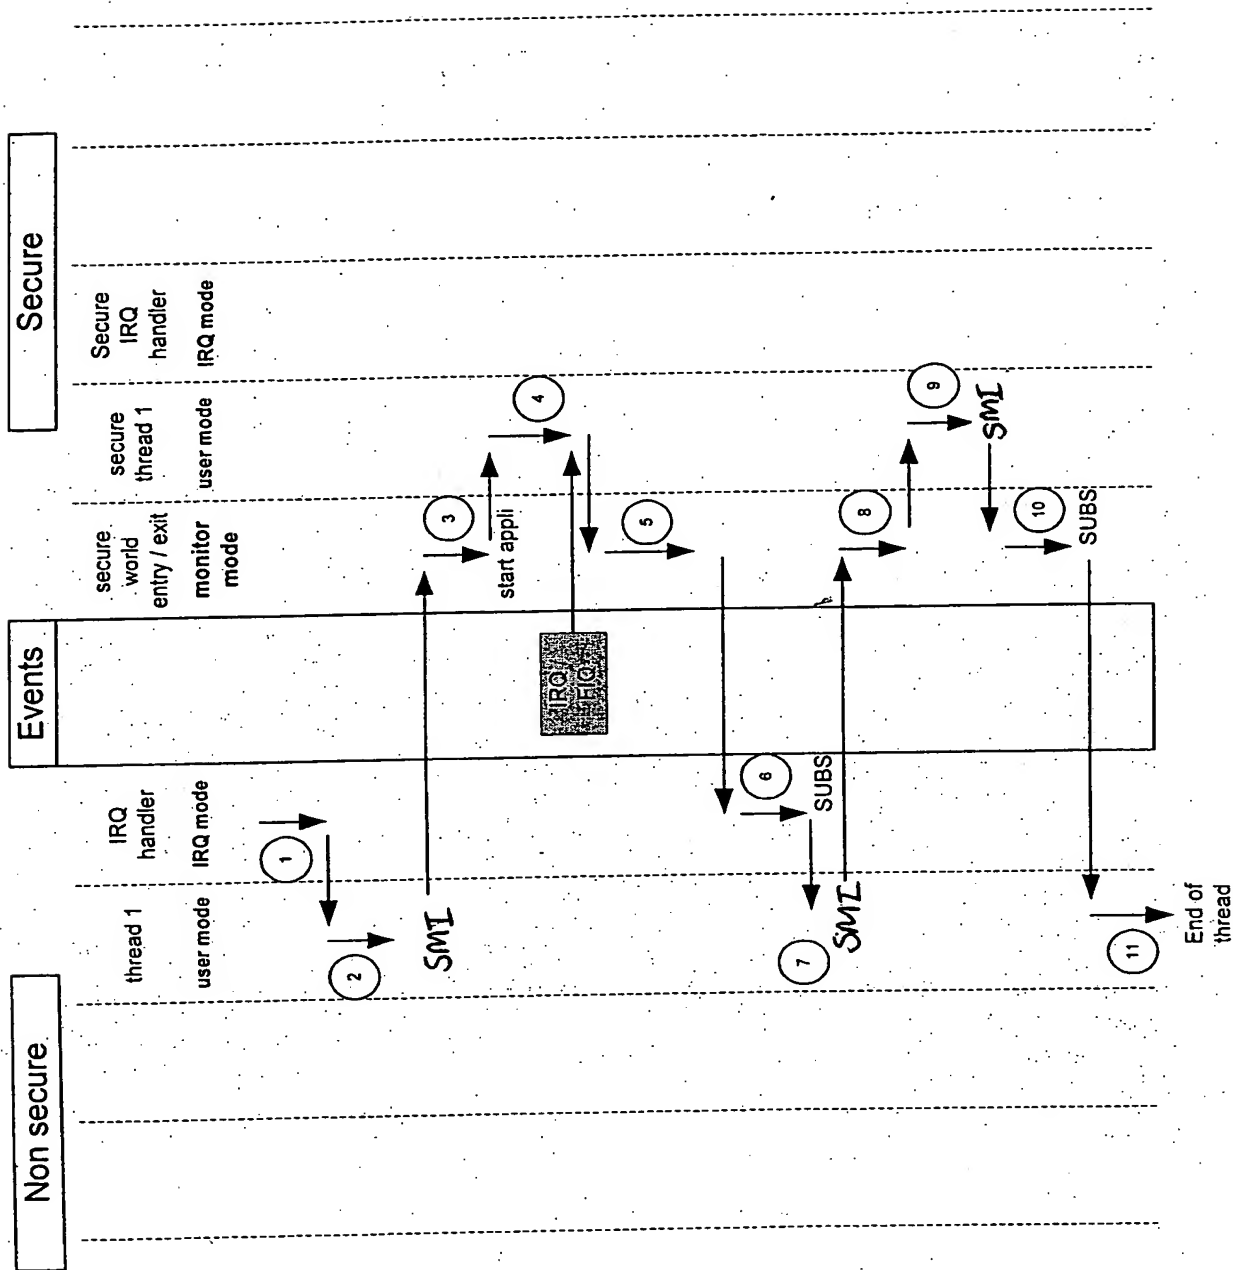 Non secure
Events
Secure
thread 1
user mode
IRQ
handler
IRQ mode
secure
world
entry / exit
monitor
mode
secure
thread 1
user mode
Secure
IRQ
handler
IRQ mode
1
2
SMI
3
start appli
4
IRQ /
FIQ
5
6
SUBS
7
SMI
8
9
SMI
10
SUBS
11
End of
thread